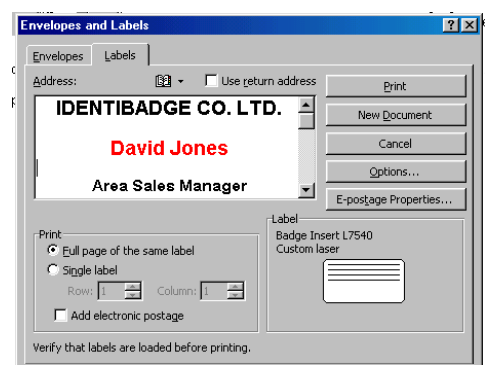 Envelopes and Labels
Envelopes Labels
Address: Use return address
IDENTIBADGE CO. LTD.
David Jones
Area Sales Manager
Print
New Document
Cancel
Options...
E-postage Properties...
Print
Full page of the same label
Single label
Row: 1 Column: 1
Add electronic postage
Label
Badge Insert L7540
Custom laser
Verify that labels are loaded before printing.